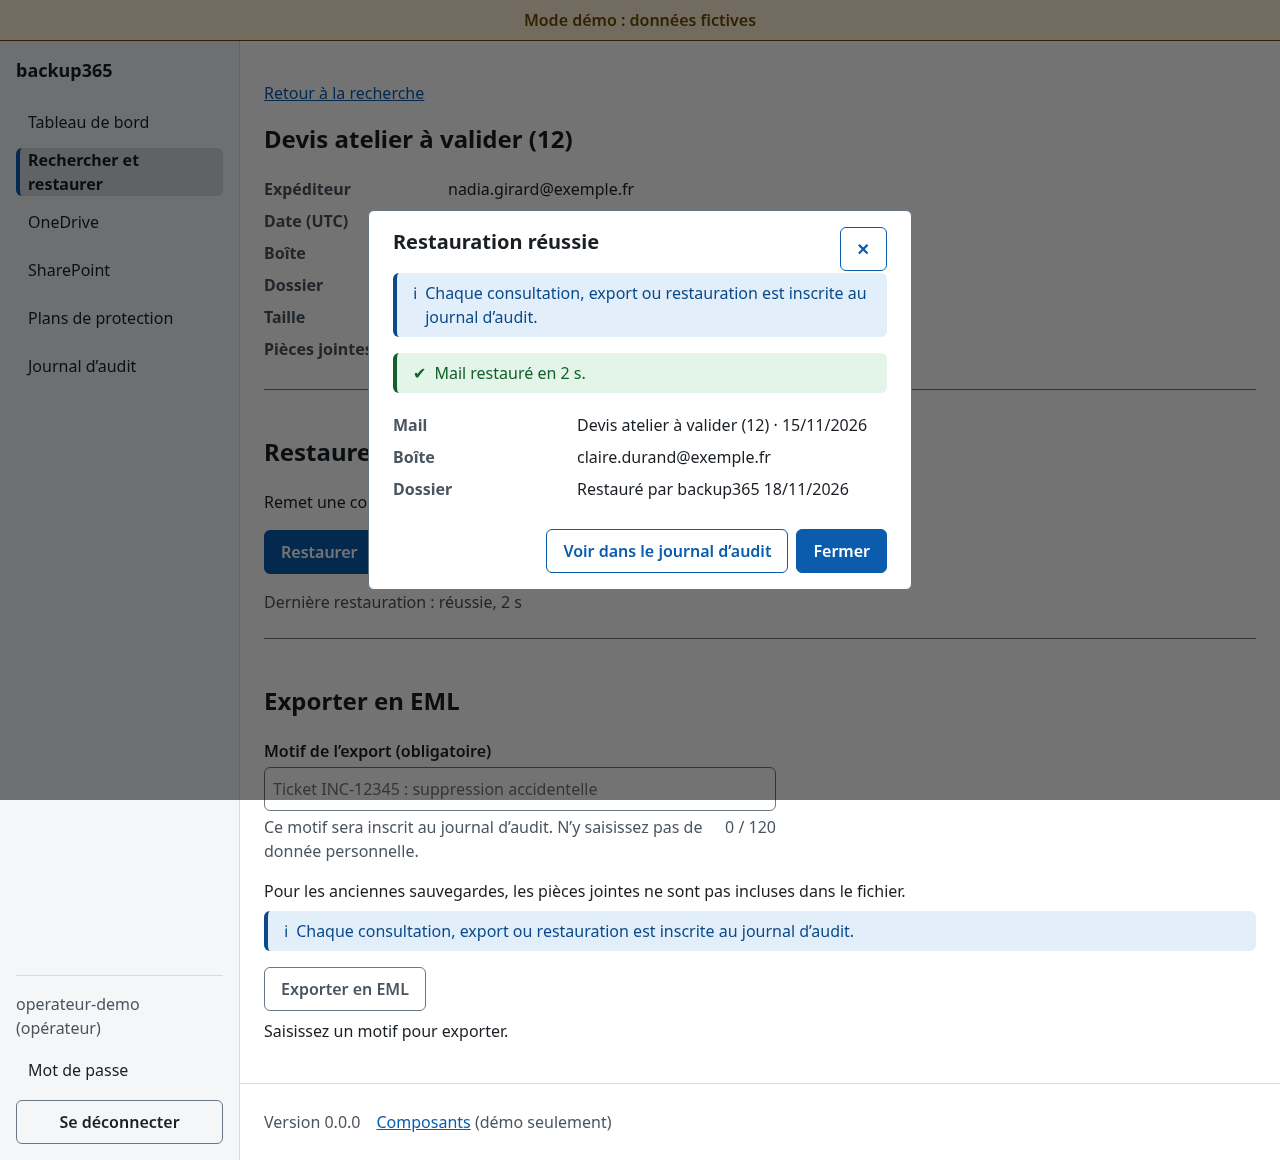 Mode démo : données fictives
backup365
Tableau de bord
Rechercher et
restaurer
OneDrive
SharePoint
Plans de protection
Journal d’audit
operateur-demo
(opérateur)
Mot de passe
Se déconnecter
Retour à la recherche
Devis atelier à valider (12)
Expéditeur nadia.girard@exemple.fr
Date (UTC)
Boîte
Dossier
Taille
Pièces jointes
Restauration réussie
×
i Chaque consultation, export ou restauration est inscrite au
journal d’audit.
✔ Mail restauré en 2 s.
Mail Devis atelier à valider (12) · 15/11/2026
Boîte claire.durand@exemple.fr
Dossier Restauré par backup365 18/11/2026
Voir dans le journal d’audit
Fermer
Remet une co
Restaurer
Dernière restauration : réussie, 2 s
Exporter en EML
Motif de l’export (obligatoire)
Ticket INC-12345 : suppression accidentelle
Ce motif sera inscrit au journal d’audit. N’y saisissez pas de 0 / 120
donnée personnelle.
Pour les anciennes sauvegardes, les pièces jointes ne sont pas incluses dans le fichier.
i Chaque consultation, export ou restauration est inscrite au journal d’audit.
Exporter en EML
Saisissez un motif pour exporter.
Version 0.0.0 Composants (démo seulement)